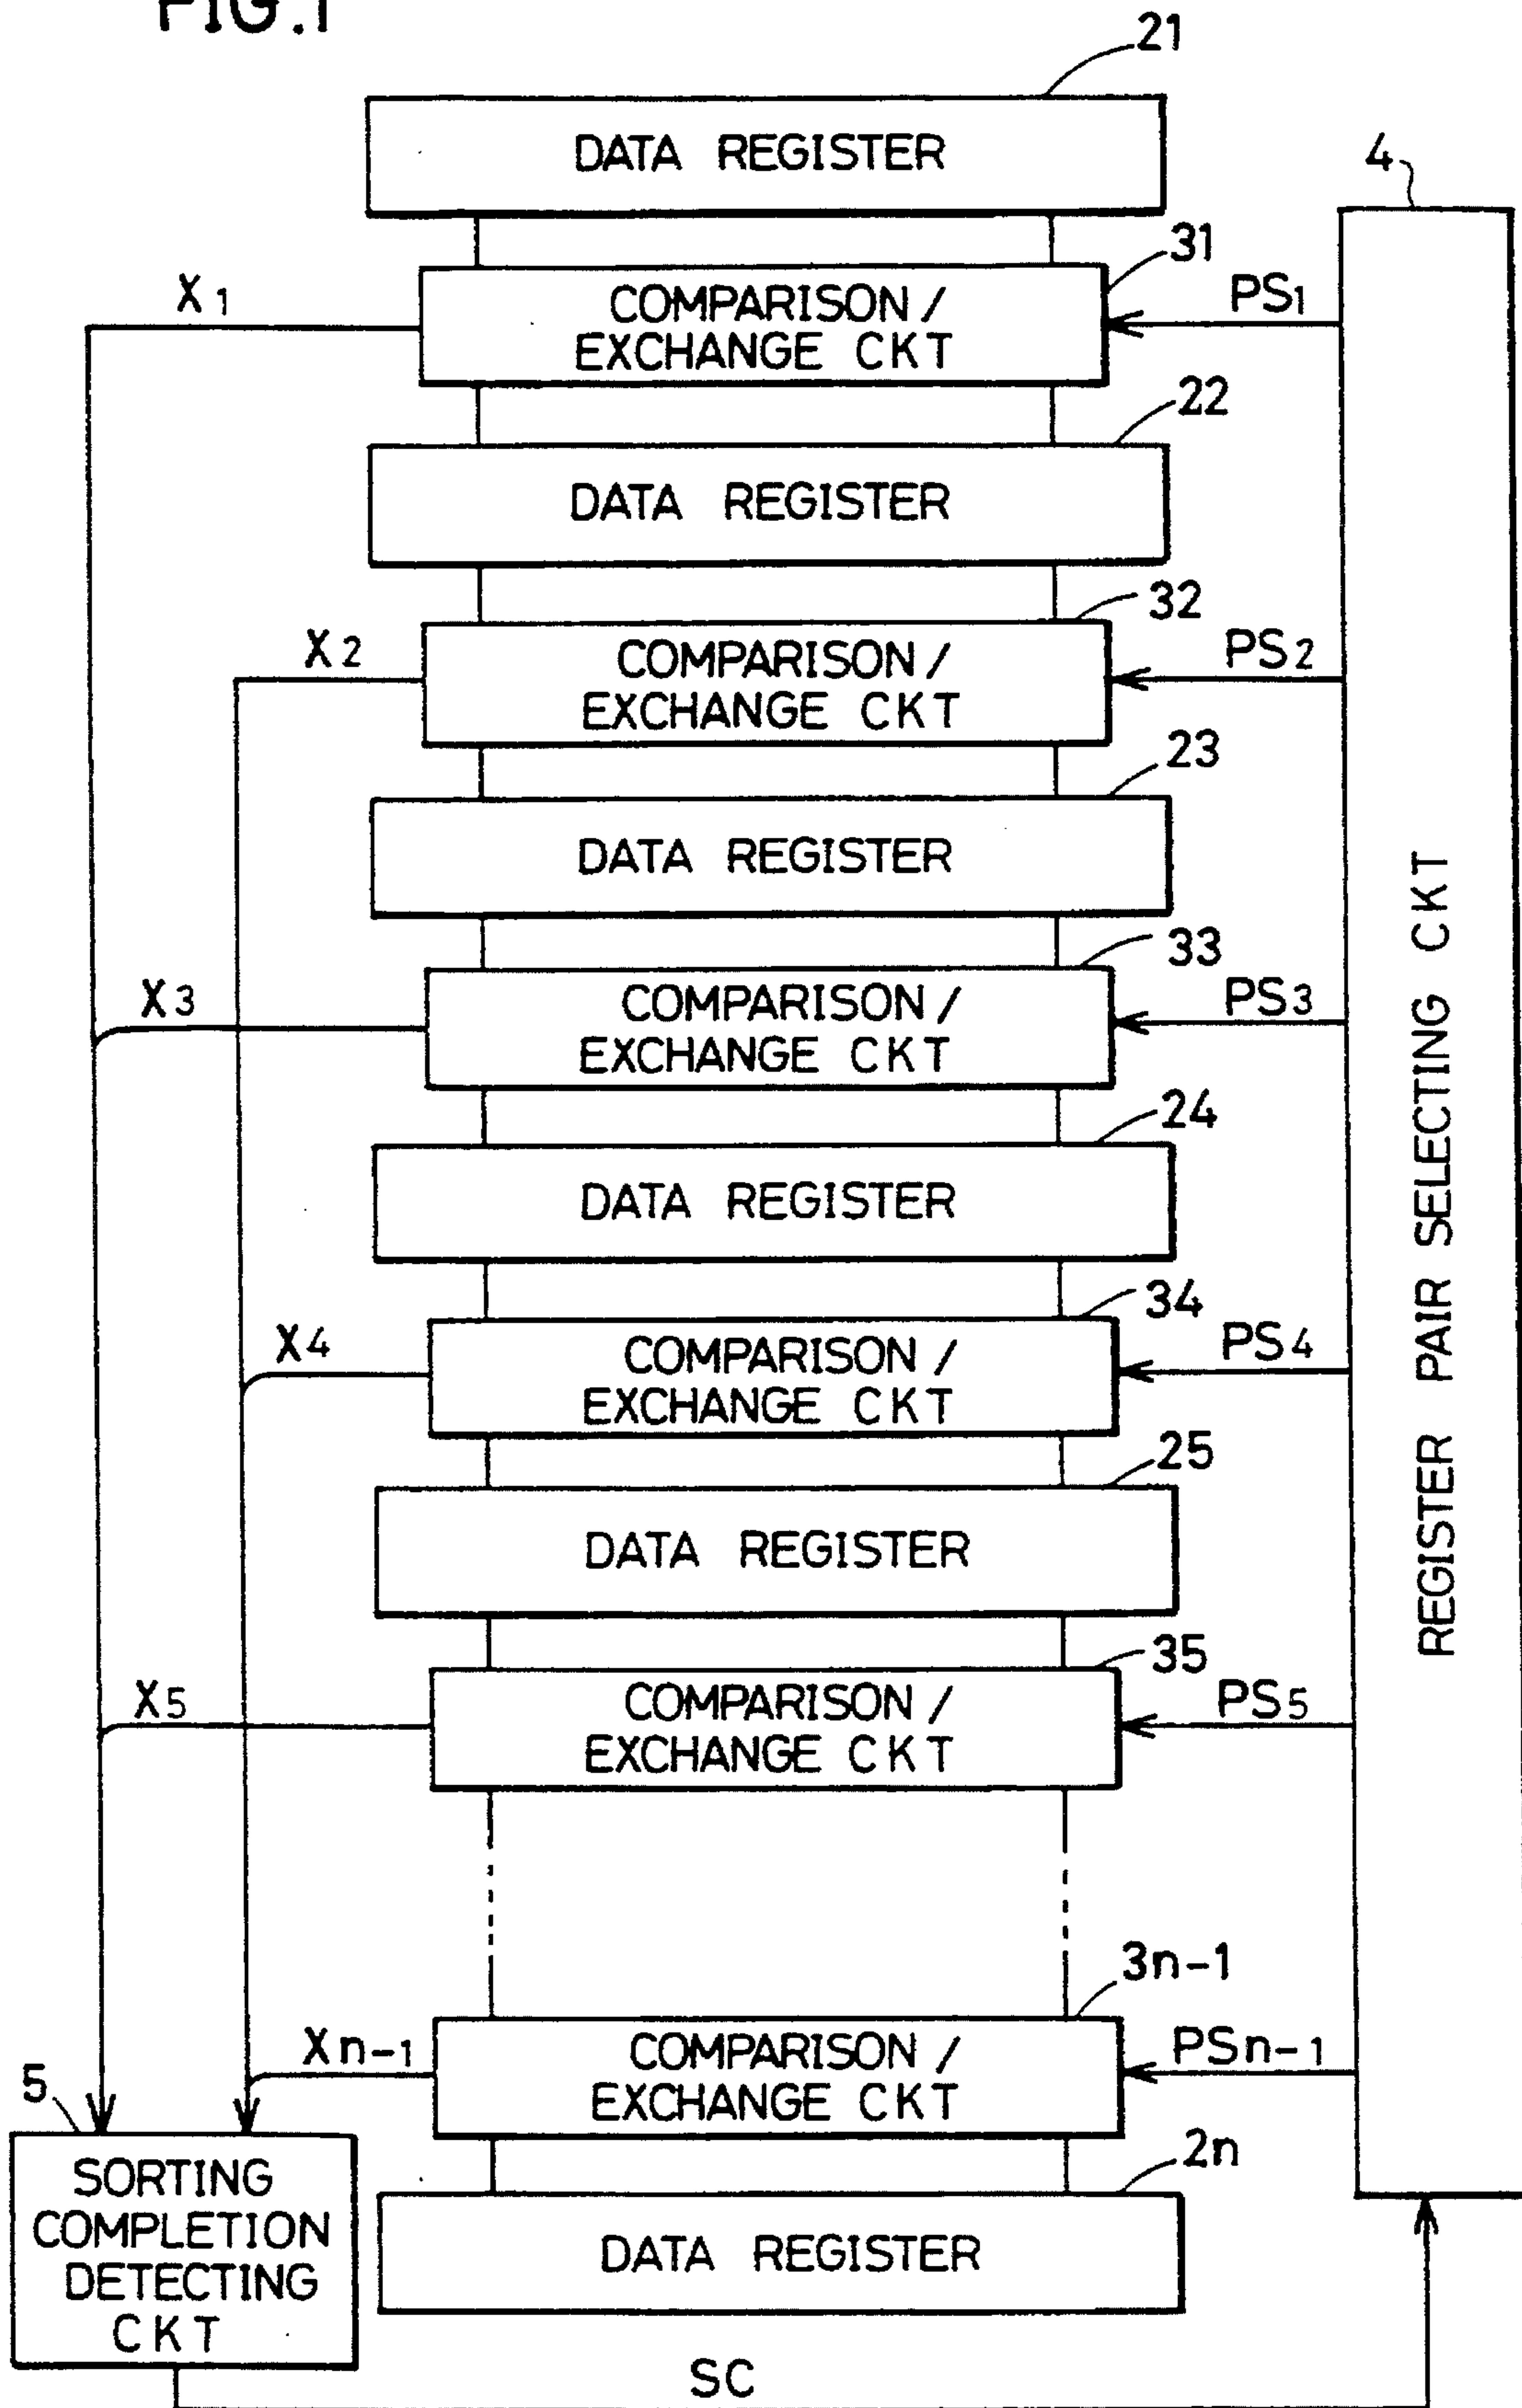 FIG.1
21
DATA REGISTER
4
31
X1
COMPARISON /
EXCHANGE CKT
PS1
22
DATA REGISTER
32
X2
COMPARISON /
EXCHANGE CKT
PS2
23
DATA REGISTER
33
X3
COMPARISON /
EXCHANGE CKT
PS3
24
DATA REGISTER
34
X4
COMPARISON /
EXCHANGE CKT
PS4
25
DATA REGISTER
35
X5
COMPARISON /
EXCHANGE CKT
PS5
REGISTER PAIR SELECTING CKT
3n-1
Xn-1
COMPARISON /
EXCHANGE CKT
PSn-1
5
SORTING
COMPLETION
DETECTING
CKT
2n
DATA REGISTER
SC